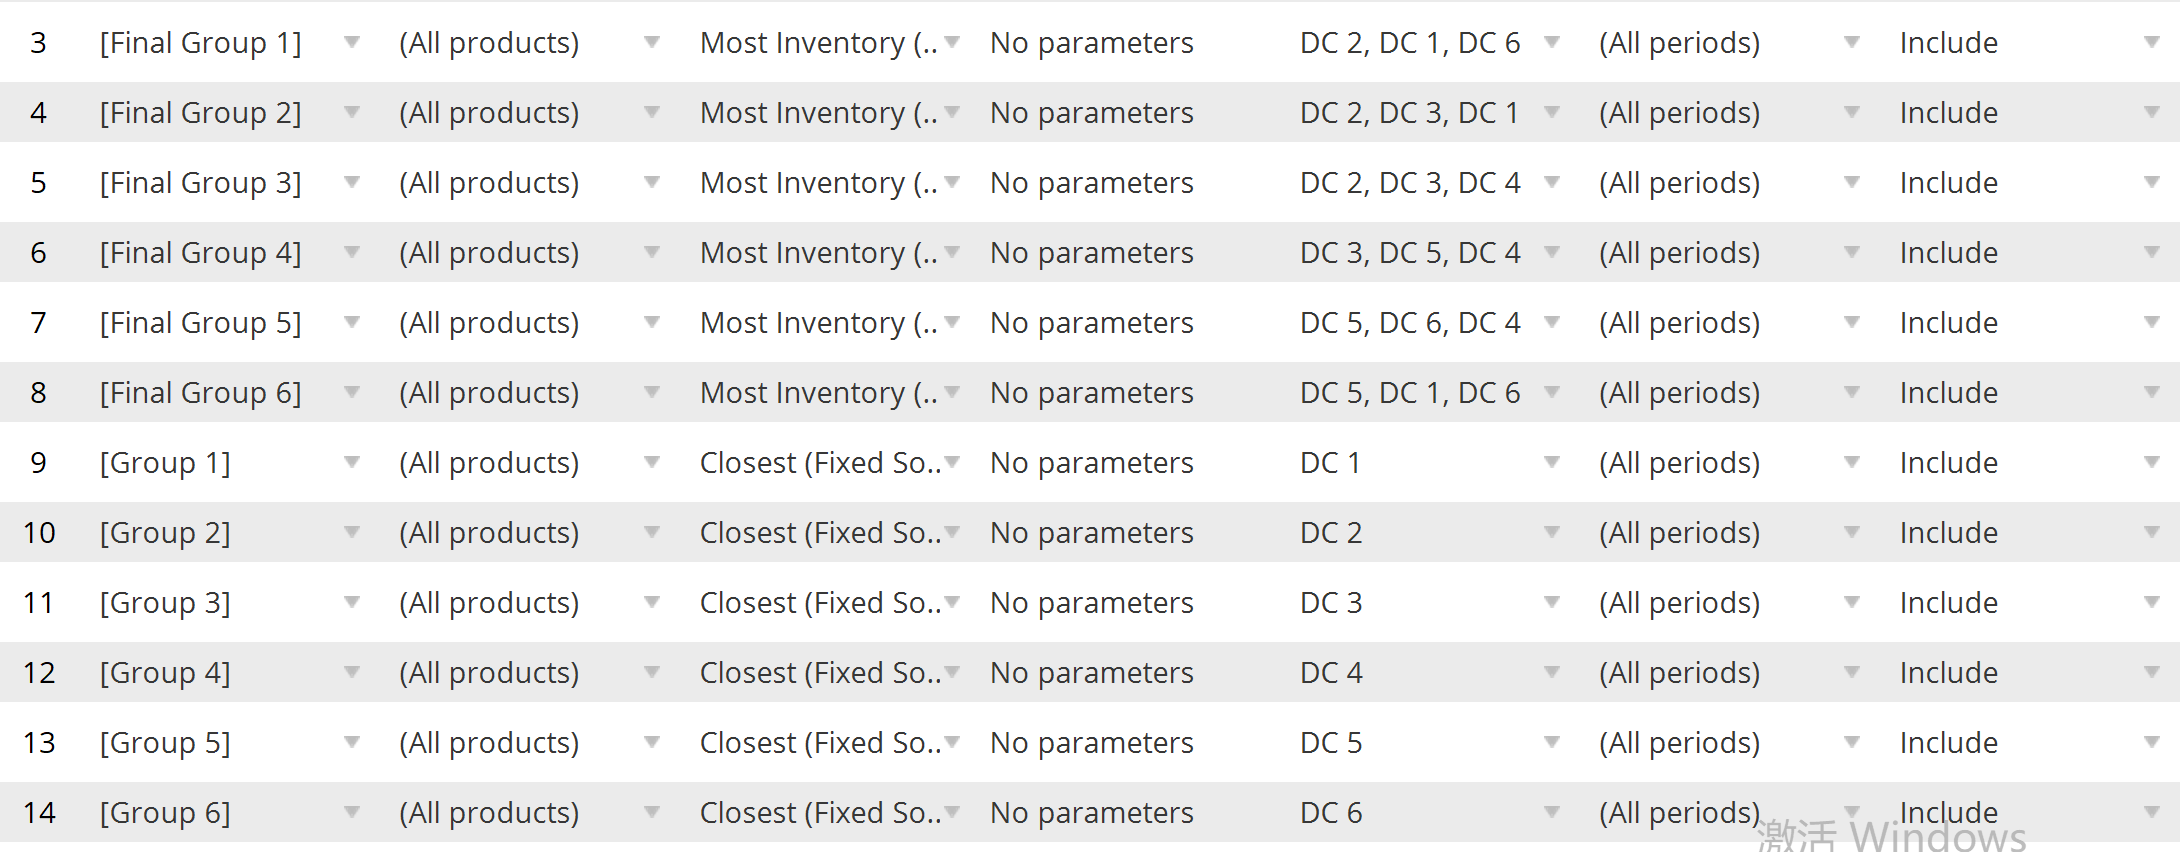 3 [Final Group 1] (All products) Most Inventory (.. No parameters DC 2, DC 1, DC 6 (All periods) Include
4 [Final Group 2] (All products) Most Inventory (.. No parameters DC 2, DC 3, DC 1 (All periods) Include
5 [Final Group 3] (All products) Most Inventory (.. No parameters DC 2, DC 3, DC 4 (All periods) Include
6 [Final Group 4] (All products) Most Inventory (.. No parameters DC 3, DC 5, DC 4 (All periods) Include
7 [Final Group 5] (All products) Most Inventory (.. No parameters DC 5, DC 6, DC 4 (All periods) Include
8 [Final Group 6] (All products) Most Inventory (.. No parameters DC 5, DC 1, DC 6 (All periods) Include
9 [Group 1] (All products) Closest (Fixed So.. No parameters DC 1 (All periods) Include
10 [Group 2] (All products) Closest (Fixed So.. No parameters DC 2 (All periods) Include
11 [Group 3] (All products) Closest (Fixed So.. No parameters DC 3 (All periods) Include
12 [Group 4] (All products) Closest (Fixed So.. No parameters DC 4 (All periods) Include
13 [Group 5] (All products) Closest (Fixed So.. No parameters DC 5 (All periods) Include
14 [Group 6] (All products) Closest (Fixed So.. No parameters DC 6 (All periods) Include
激活 Windows